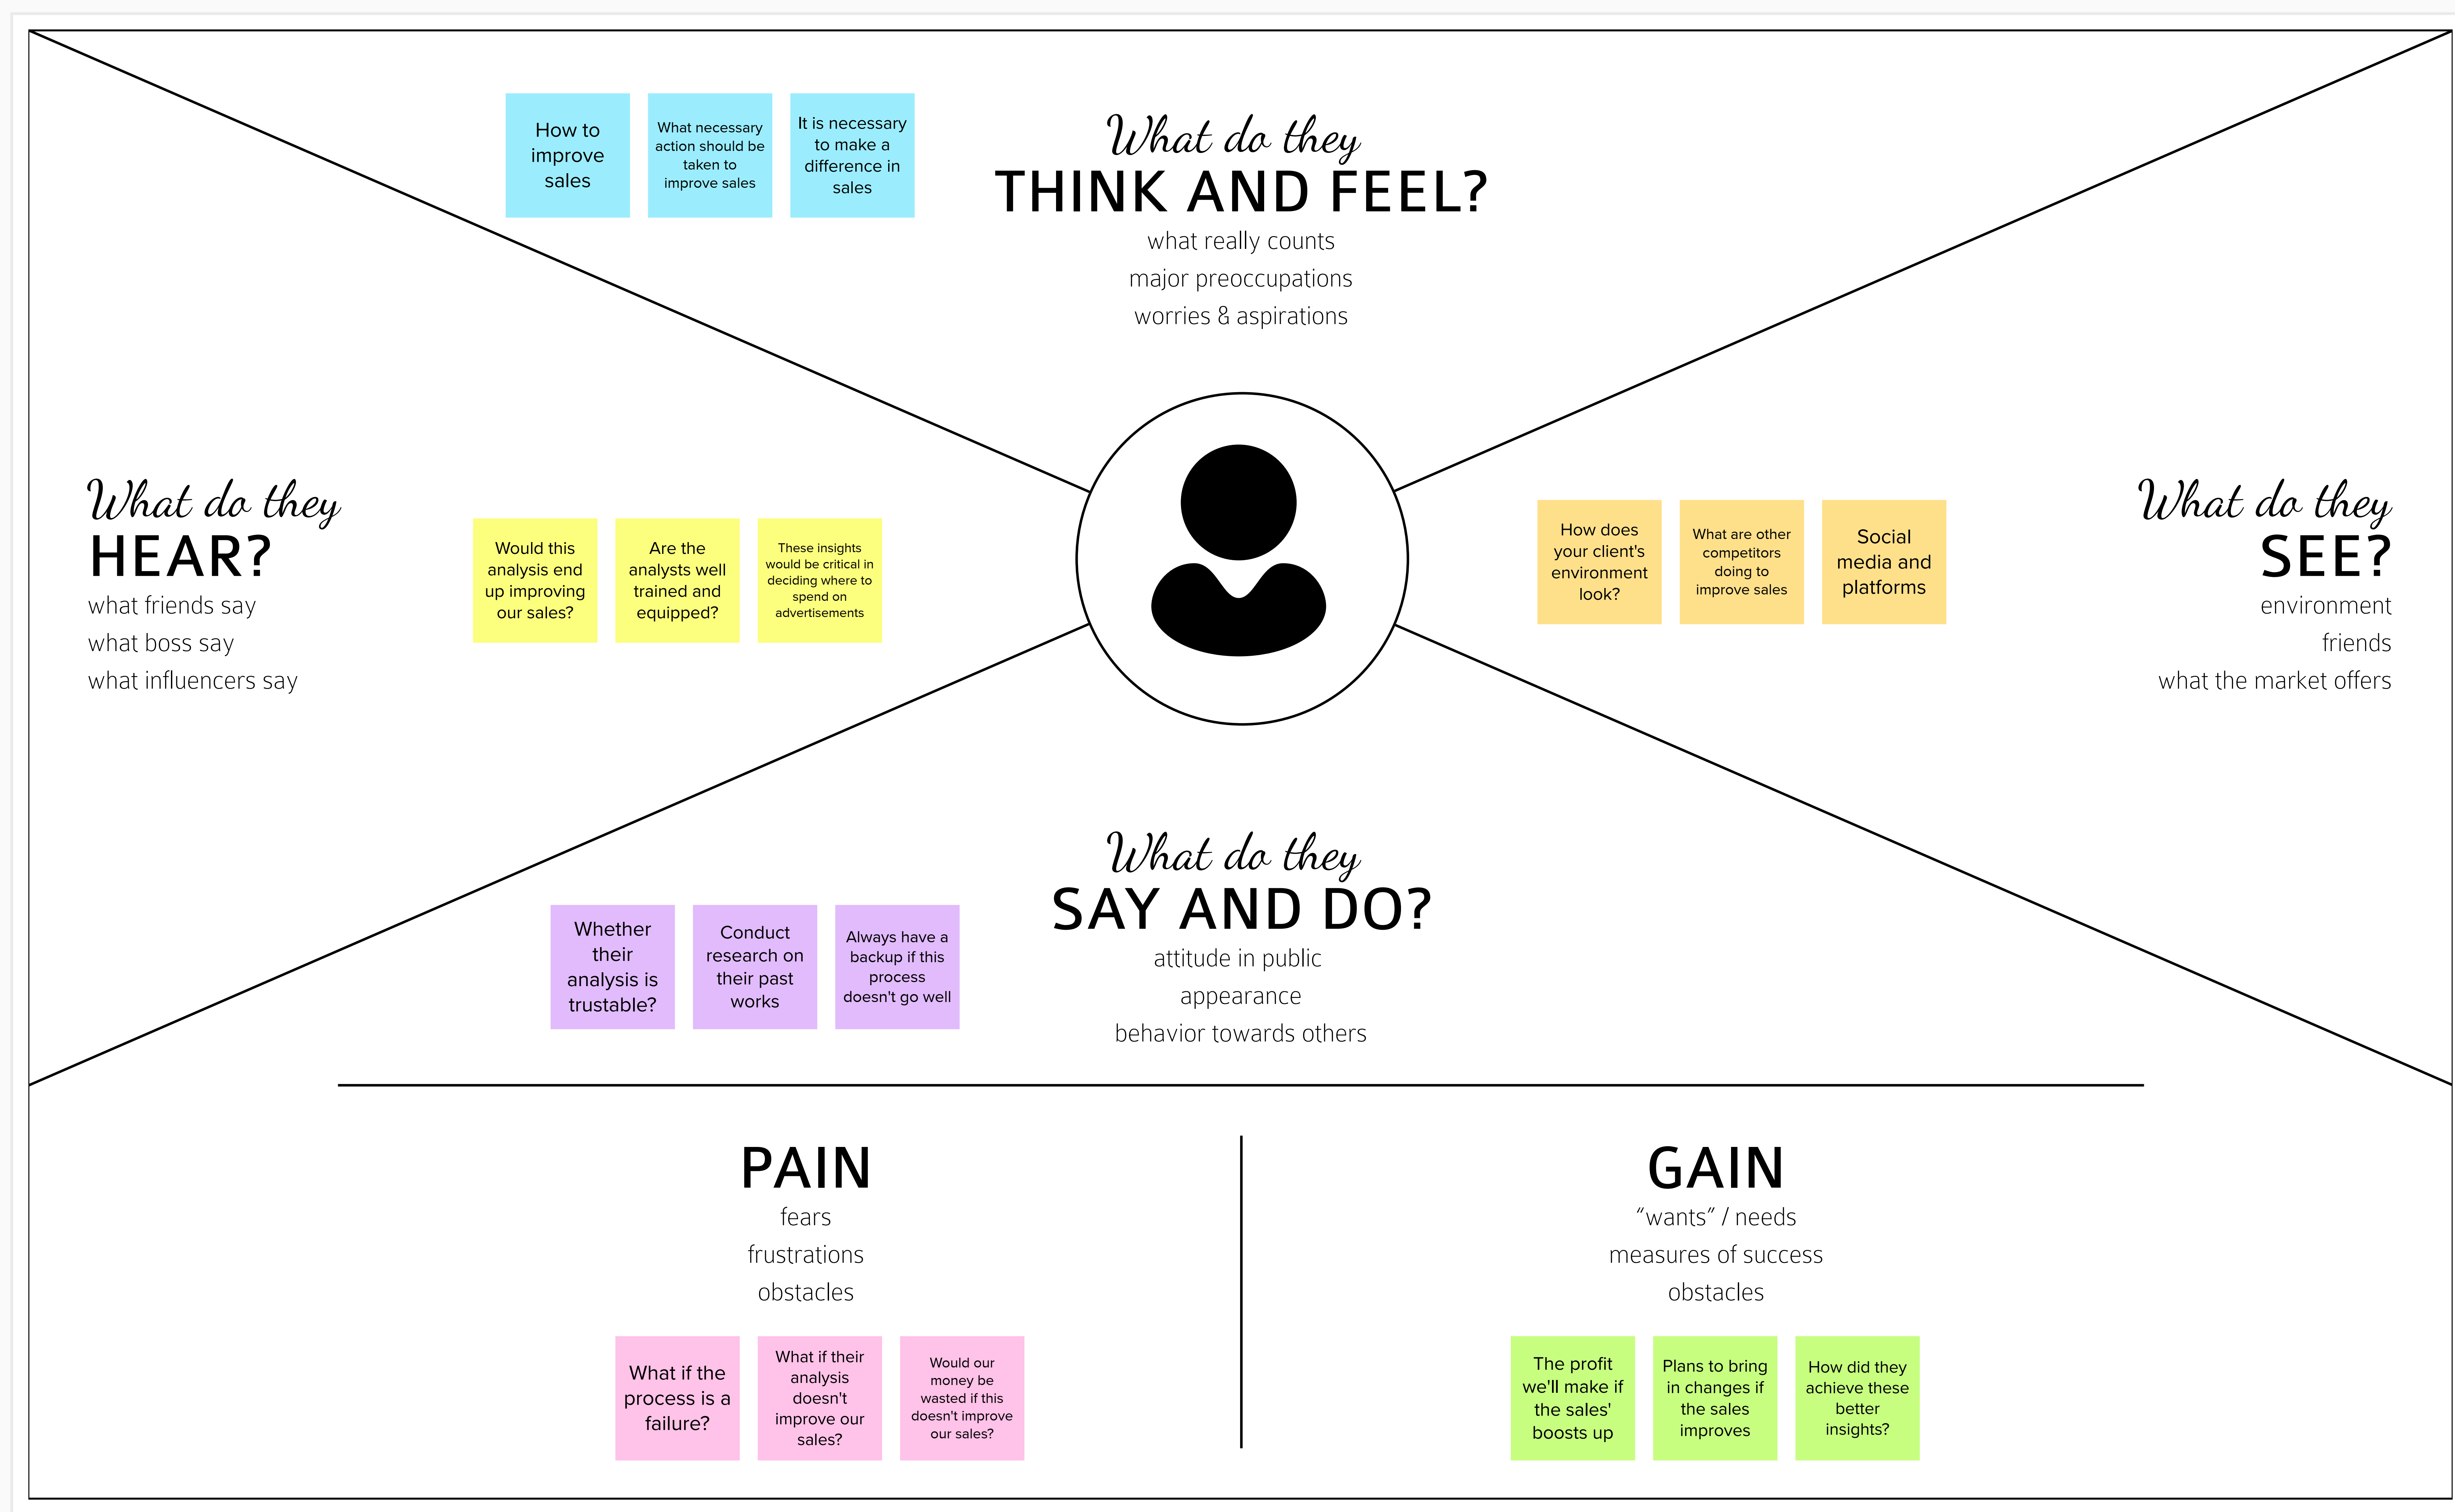 How to
improve
sales
What necessary
action should be
taken to
improve sales
It is necessary
to make a
difference in
sales
What do they
THINK AND FEEL?
what really counts
major preoccupations
worries & aspirations
What do they
HEAR?
what friends say
what boss say
what influencers say
Would this
analysis end
up improving
our sales?
Are the
analysts well
trained and
equipped?
These insights
would be critical in
deciding where to
spend on
advertisements
How does
your client's
environment
look?
What are other
competitors
doing to
improve sales
Social
media and
platforms
What do they
SEE?
environment
friends
what the market offers
What do they
SAY AND DO?
attitude in public
appearance
behavior towards others
Whether
their
analysis is
trustable?
Conduct
research on
their past
works
Always have a
backup if this
process
doesn't go well
PAIN
fears
frustrations
obstacles
What if the
process is a
failure?
What if their
analysis
doesn't
improve our
sales?
Would our
money be
wasted if this
doesn't improve
our sales?
GAIN
“wants” / needs
measures of success
obstacles
The profit
we'll make if
the sales'
boosts up
Plans to bring
in changes if
the sales
improves
How did they
achieve these
better
insights?